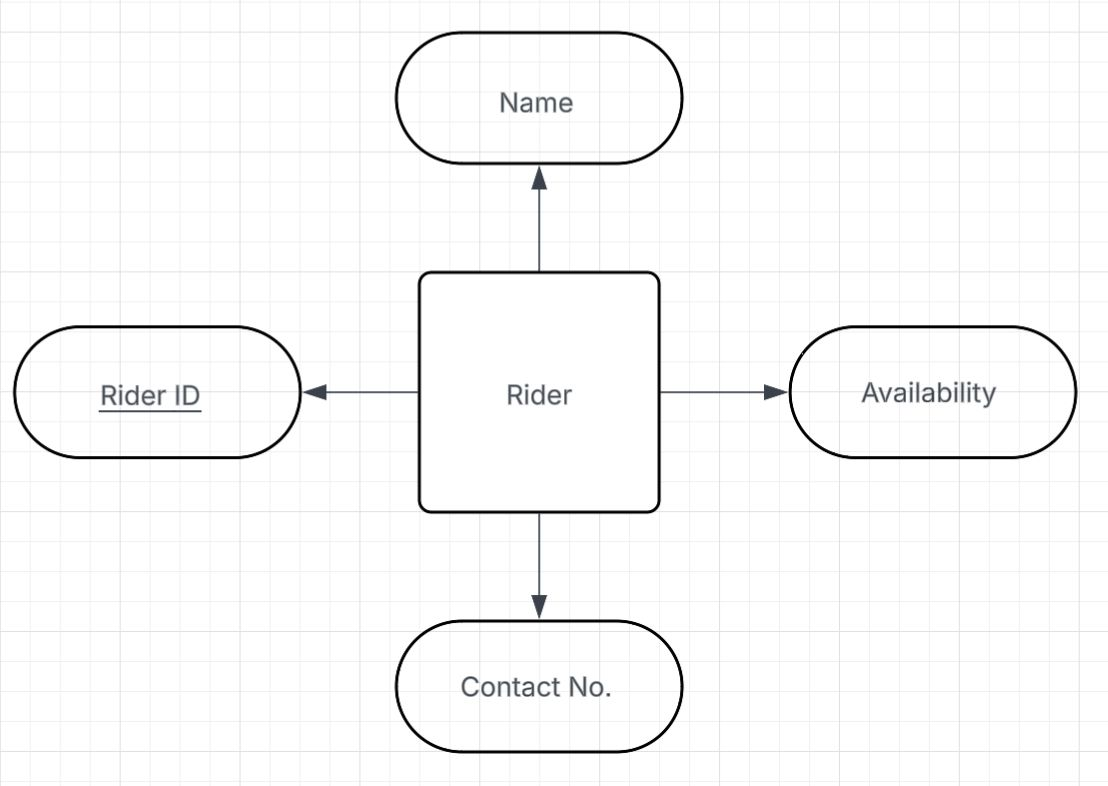 Name
Rider ID
Rider
Availability
Contact No.